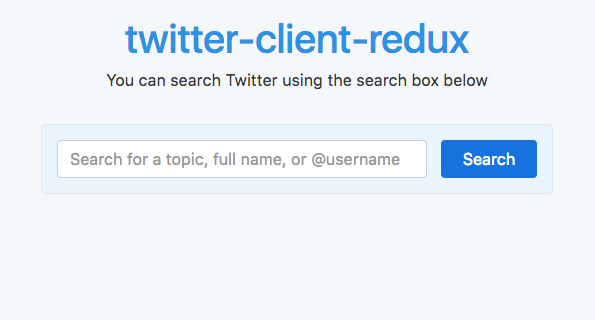 twitter-client-redux
You can search Twitter using the search box below
Search for a topic, full name, or @username
Search